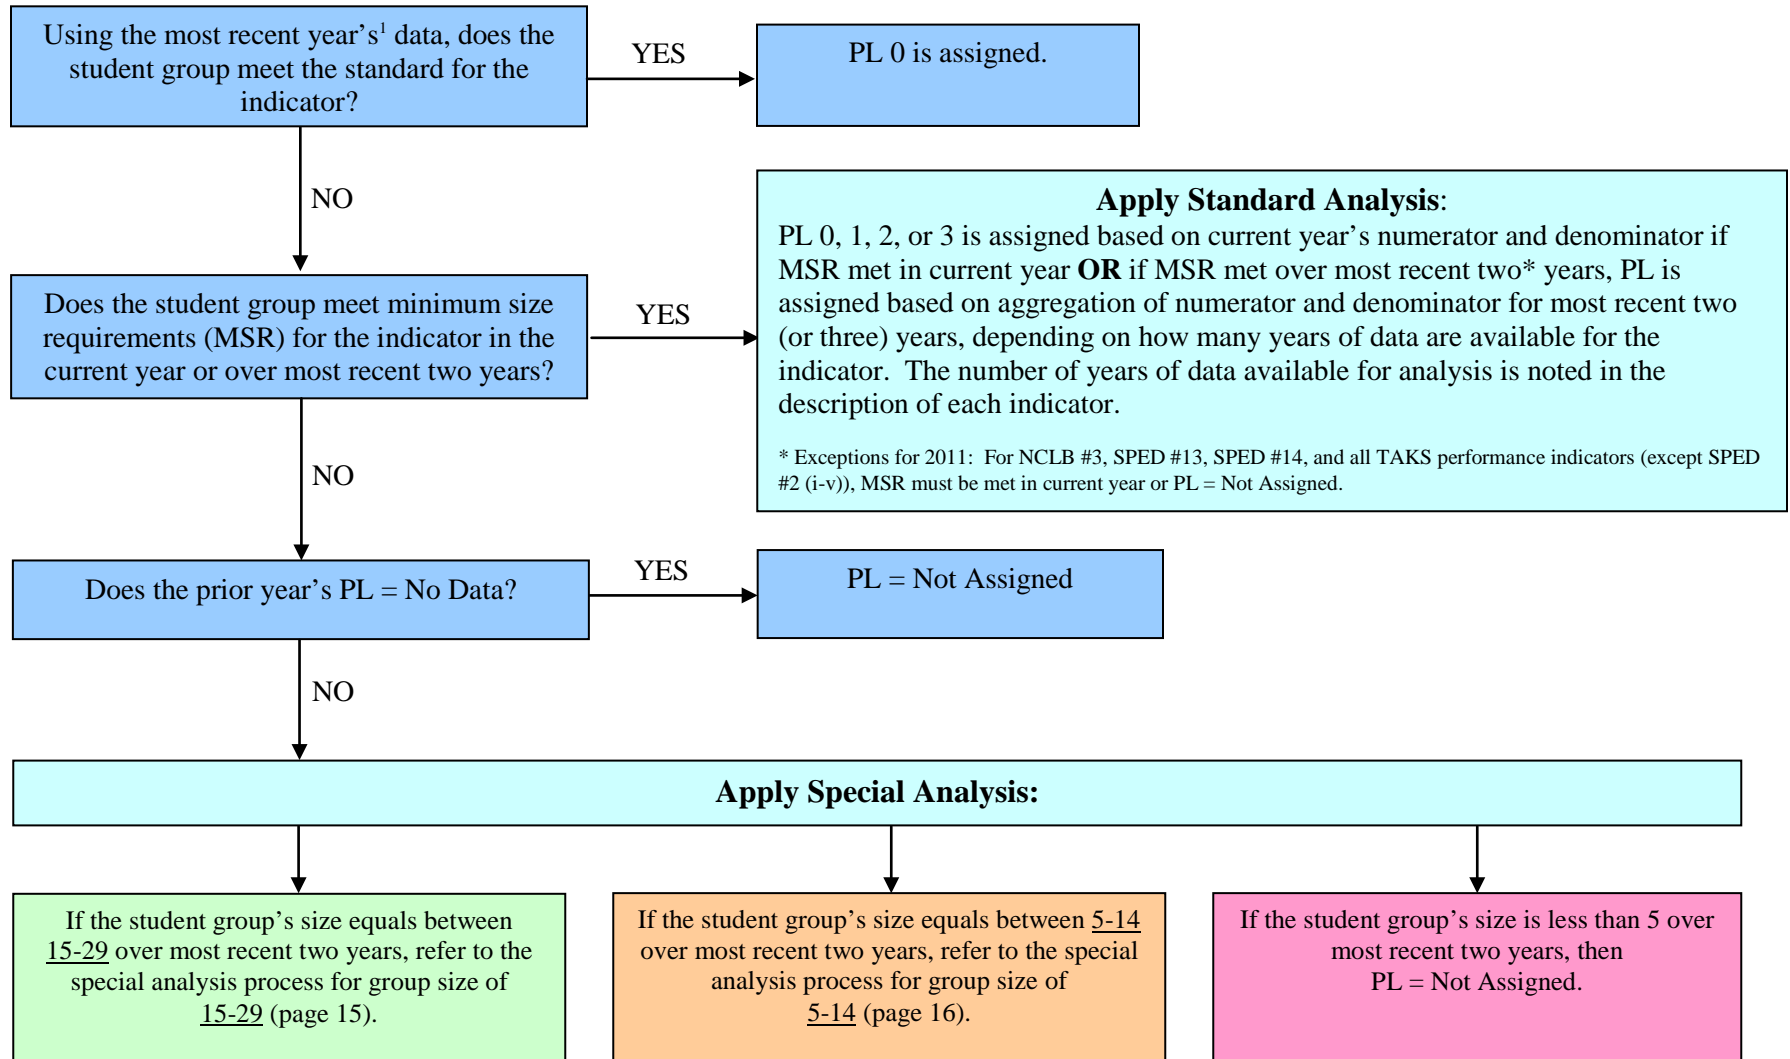 Using the most recent year’s¹ data, does the
student group meet the standard for the
indicator?
YES
PL 0 is assigned.
NO
Apply Standard Analysis:
PL 0, 1, 2, or 3 is assigned based on current year’s numerator and denominator if
MSR met in current year OR if MSR met over most recent two* years, PL is
assigned based on aggregation of numerator and denominator for most recent two
(or three) years, depending on how many years of data are available for the
indicator.  The number of years of data available for analysis is noted in the
description of each indicator.
* Exceptions for 2011:  For NCLB #3, SPED #13, SPED #14, and all TAKS performance indicators (except SPED
#2 (i-v)), MSR must be met in current year or PL = Not Assigned.
Does the student group meet minimum size
requirements (MSR) for the indicator in the
current year or over most recent two years?
YES
NO
Does the prior year’s PL = No Data?
YES
PL = Not Assigned
NO
Apply Special Analysis:
If the student group’s size equals between
15-29 over most recent two years, refer to the
special analysis process for group size of
15-29 (page 15).
If the student group’s size equals between 5-14
over most recent two years, refer to the special
analysis process for group size of
5-14 (page 16).
If the student group’s size is less than 5 over
most recent two years, then
PL = Not Assigned.